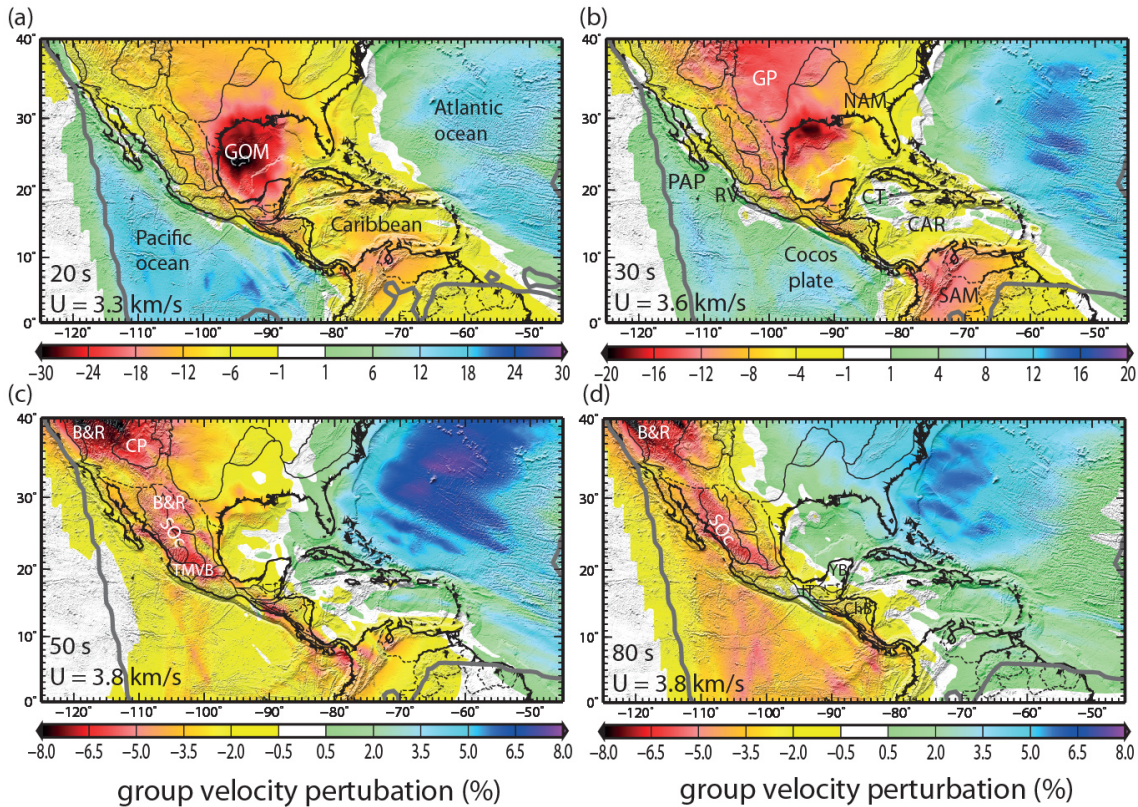 (a)
40°
30°
20°
10°
0°
GOM
Atlantic
ocean
Caribbean
Pacific
ocean
20 s
U = 3.3 km/s
−120 −110 −100 −90 −80 −70 −60 −50
−30 −24 −18 −12 −6 −1 1 6 12 18 24 30
(b)
40°
30°
20°
10°
0°
GP
NAM
PAP
RV
CT
CAR
Cocos
plate
SAM
30 s
U = 3.6 km/s
−120 −110 −100 −90 −80 −70 −60 −50
−20 −16 −12 −8 −4 −1 1 4 8 12 16 20
(c)
40°
30°
20°
10°
0°
B&R
CP
B&R
SOc
TMVB
50 s
U = 3.8 km/s
−120 −110 −100 −90 −80 −70 −60 −50
−8.0 −6.5 −5.0 −3.5 −2.0 −0.5 0.5 2.0 3.5 5.0 6.5 8.0
group velocity pertubation (%)
(d)
40°
30°
20°
10°
0°
B&R
SOc
YB
IT
ChB
80 s
U = 3.8 km/s
−120 −110 −100 −90 −80 −70 −60 −50
−8.0 −6.5 −5.0 −3.5 −2.0 −0.5 0.5 2.0 3.5 5.0 6.5 8.0
group velocity perturbation (%)